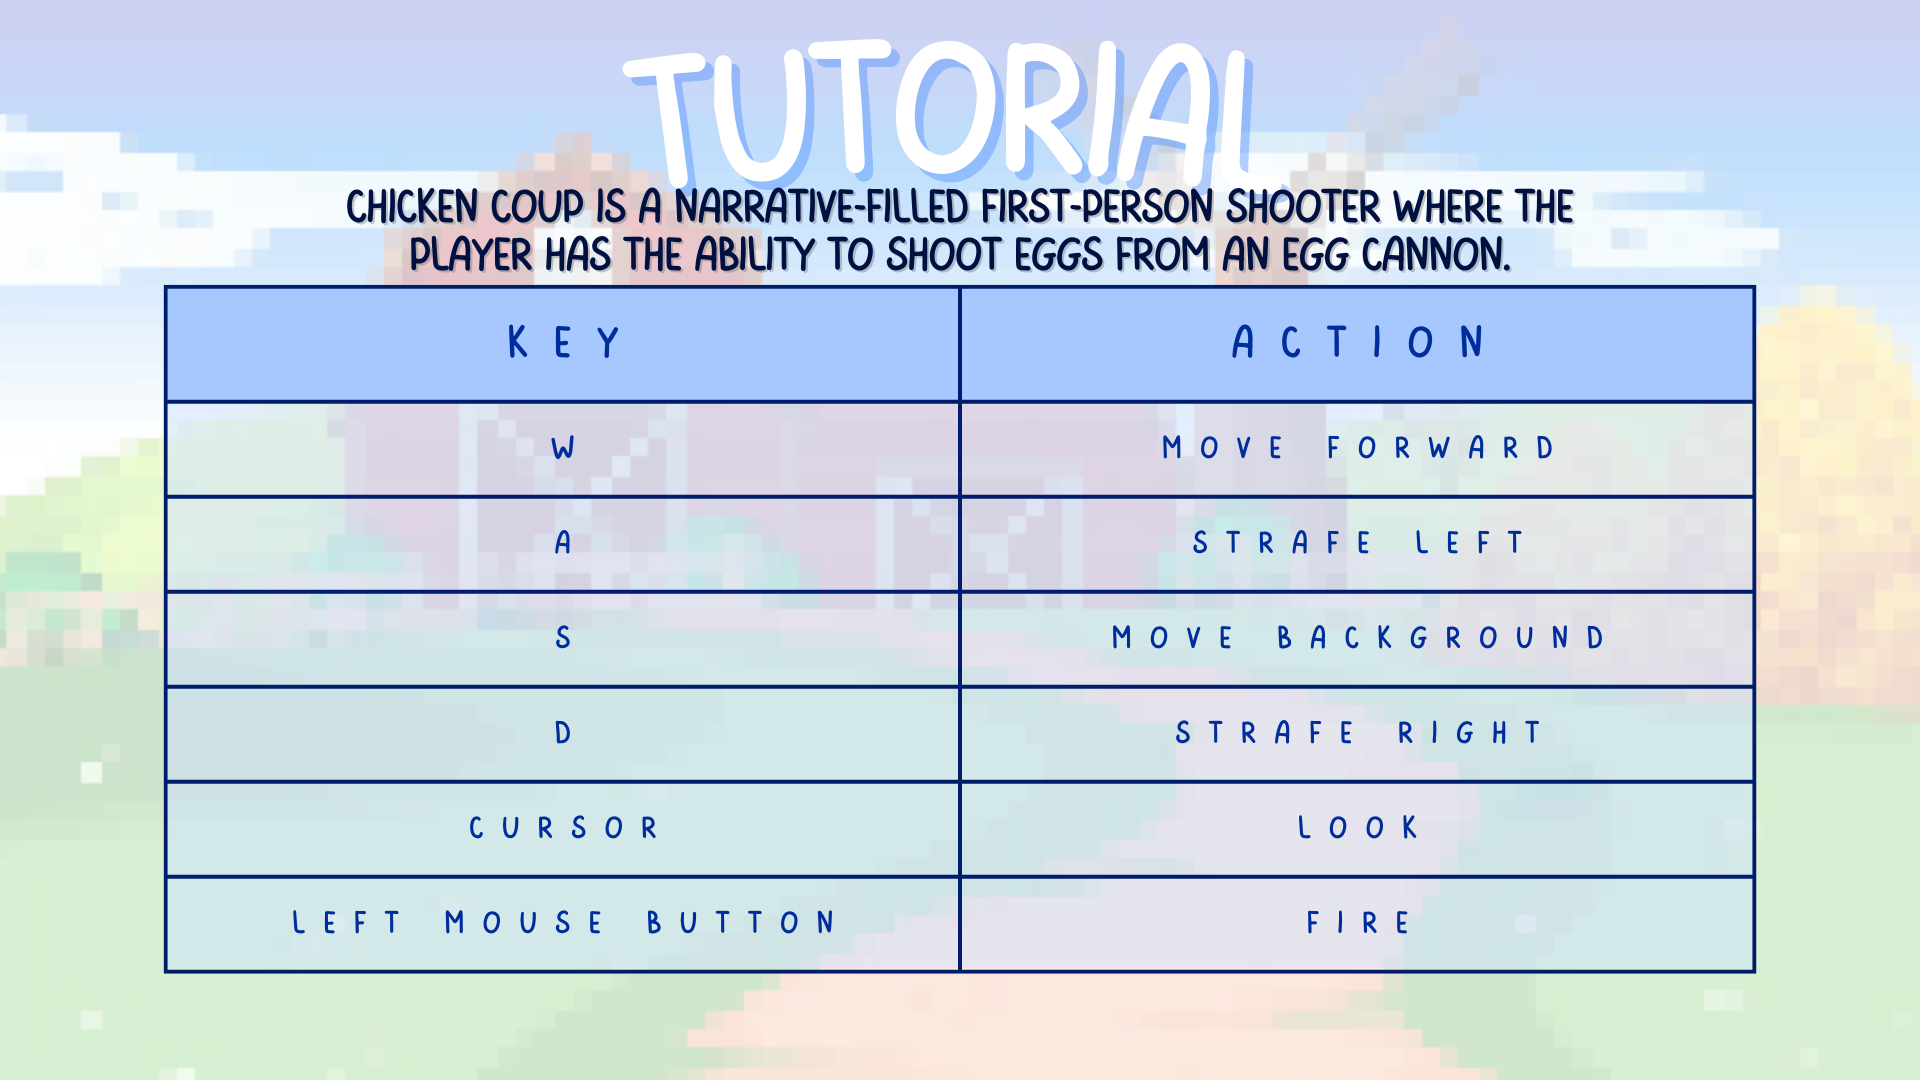 TUTORIAL
CHICKEN COUP IS A NARRATIVE-FILLED FIRST-PERSON SHOOTER WHERE THE
PLAYER HAS THE ABILITY TO SHOOT EGGS FROM AN EGG CANNON.
KEY ACTION
W MOVE FORWARD
A STRAFE LEFT
S MOVE BACKGROUND
D STRAFE RIGHT
CURSOR LOOK
LEFT MOUSE BUTTON FIRE